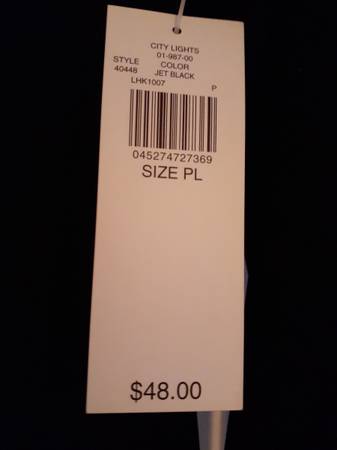 CITY LIGHTS
01-987-00
STYLE COLOR
40448 JET BLACK
LHK1007 P
045274727369
SIZE PL
$48.00